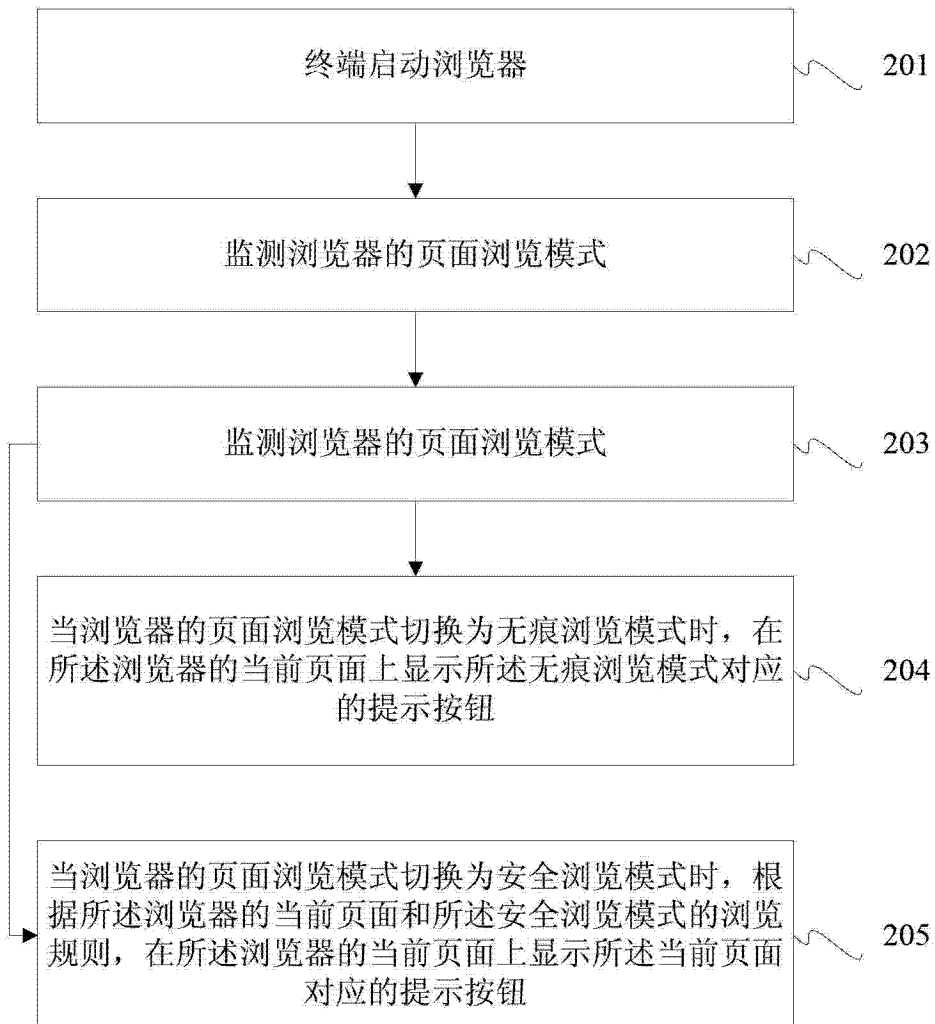 终端启动浏览器
201
监测浏览器的页面浏览模式
202
监测浏览器的页面浏览模式
203
当浏览器的页面浏览模式切换为无痕浏览模式时，在
所述浏览器的当前页面上显示所述无痕浏览模式对应
的提示按钮
204
当浏览器的页面浏览模式切换为安全浏览模式时，根
据所述浏览器的当前页面和所述安全浏览模式的浏览
规则，在所述浏览器的当前页面上显示所述当前页面
对应的提示按钮
205